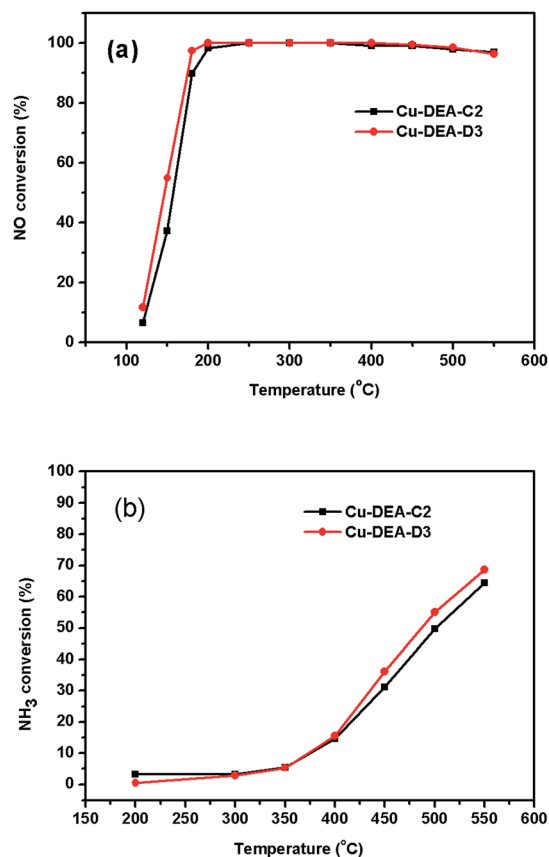 (a)
100
80
60
40
20
0
NO conversion (%)
Cu-DEA-C2
Cu-DEA-D3
100 200 300 400 500 600
Temperature (°C)
(b)
100
90
80
70
60
50
40
30
20
10
0
NH3 conversion (%)
Cu-DEA-C2
Cu-DEA-D3
150 200 250 300 350 400 450 500 550 600
Temperature (°C)